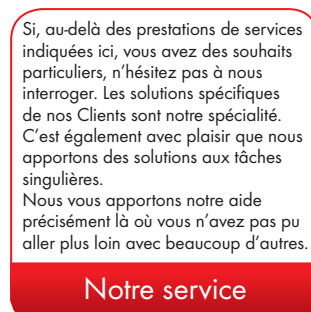 Si, au-delà des prestations de services
indiquées ici, vous avez des souhaits
particuliers, n’hésitez pas à nous
interroger. Les solutions spécifiques
de nos Clients sont notre spécialité.
C’est également avec plaisir que nous
apportons des solutions aux tâches
singulières.
Nous vous apportons notre aide
précisément là où vous n’avez pas pu
aller plus loin avec beaucoup d’autres.
Notre service